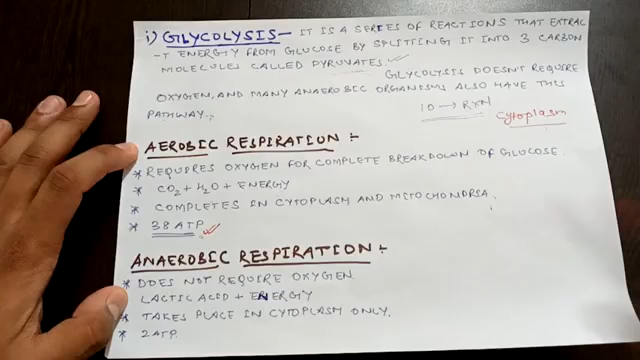 i) GLYCOLYSIS - IT IS A SERIES OF REACTIONS THAT EXTRAC
-T ENERGY FROM GLUCOSE BY SPLITTING IT INTO 3 CARBON
MOLECULES CALLED PYRUVATES.
GLYCOLYSIS DOESN'T REQUIRE
OXYGEN, AND MANY ANAEROBIC ORGANISMS ALSO HAVE THIS
PATHWAY.
10 → RXN
Cytoplasm
AEROBIC RESPIRATION :-
* REQUIRES OXYGEN FOR COMPLETE BREAKDOWN OF GLUCOSE.
* CO2 + H2O + ENERGY
* COMPLETES IN CYTOPLASM AND MITOCHONDRIA.
* 38 ATP
ANAEROBIC RESPIRATION :-
* DOES NOT REQUIRE OXYGEN
LACTIC ACID + ENERGY
* TAKES PLACE IN CYTOPLASM ONLY.
* 2 ATP.